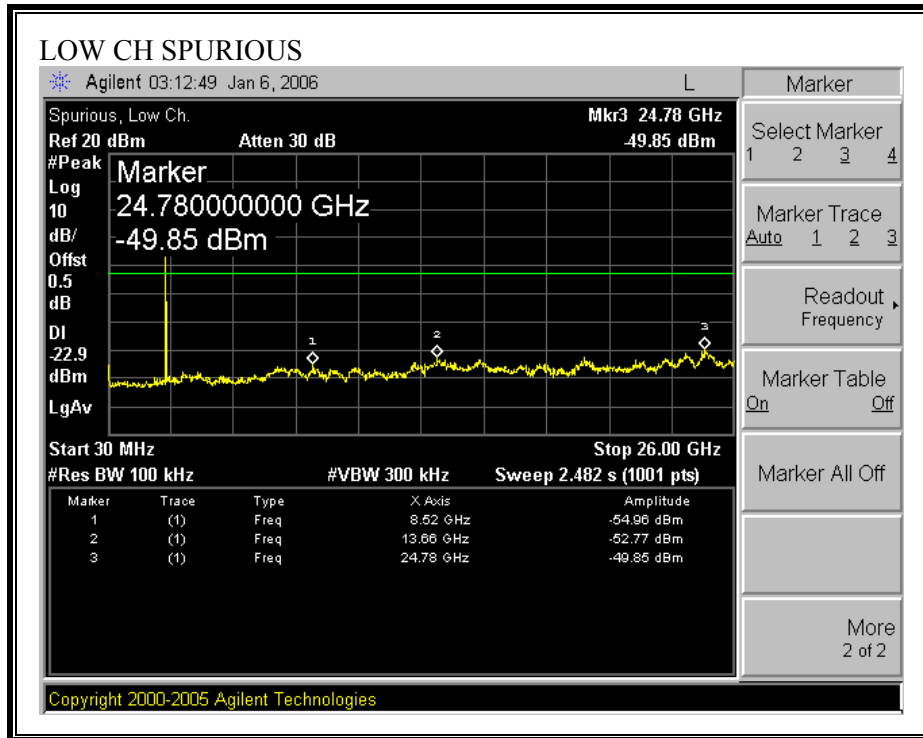 LOW CH SPURIOUS
Agilent 03:12:49 Jan 6, 2006 L
Spurious, Low Ch. Mkr3 24.78 GHz
Ref 20 dBm Atten 30 dB -49.85 dBm
#Peak
Log
10
dB/
Offst
0.5
dB
DI
-22.9
dBm
LgAv
Marker
24.780000000 GHz
-49.85 dBm
1
2
3
Start 30 MHz Stop 26.00 GHz
#Res BW 100 kHz #VBW 300 kHz Sweep 2.482 s (1001 pts)
Marker Trace Type X Axis Amplitude
1 (1) Freq 8.52 GHz -54.96 dBm
2 (1) Freq 13.66 GHz -52.77 dBm
3 (1) Freq 24.78 GHz -49.85 dBm
Marker
Select Marker
1 2 3 4
Marker Trace
Auto 1 2 3
Readout
Frequency
Marker Table
On Off
Marker All Off
More
2 of 2
Copyright 2000-2005 Agilent Technologies